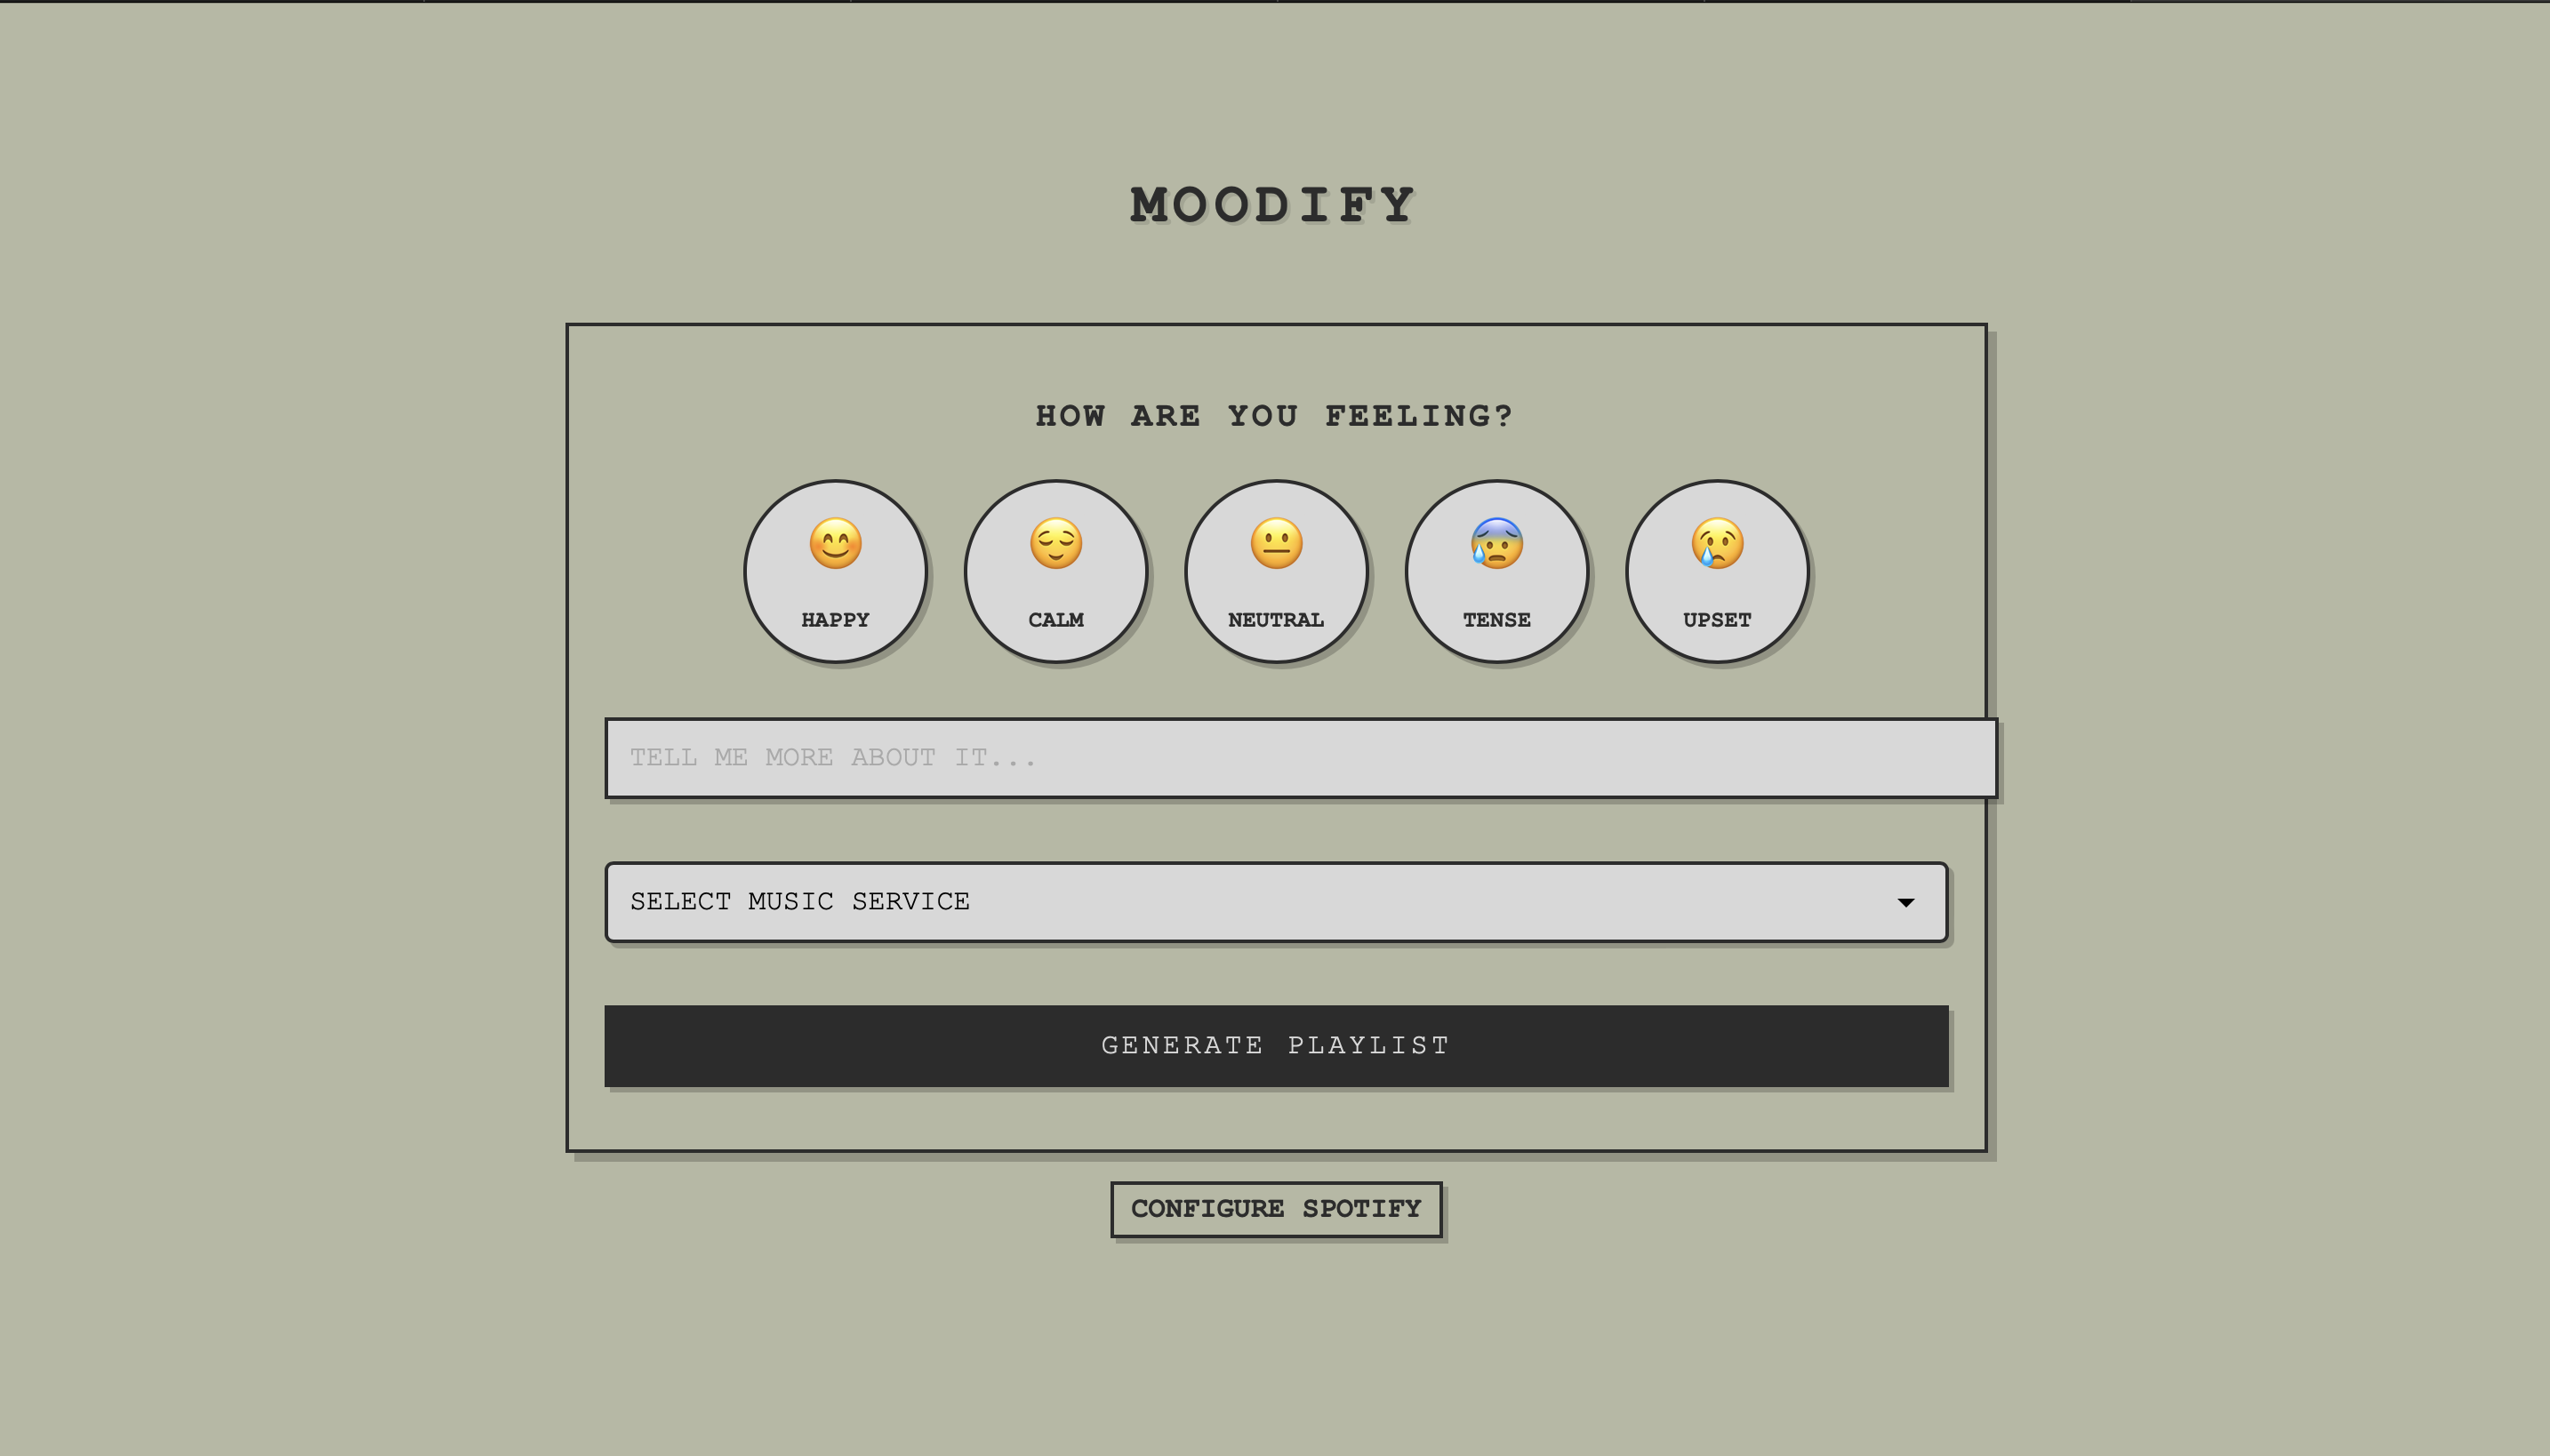 MOODIFY
HOW ARE YOU FEELING?
HAPPY
CALM
NEUTRAL
TENSE
UPSET
TELL ME MORE ABOUT IT...
SELECT MUSIC SERVICE
GENERATE PLAYLIST
CONFIGURE SPOTIFY